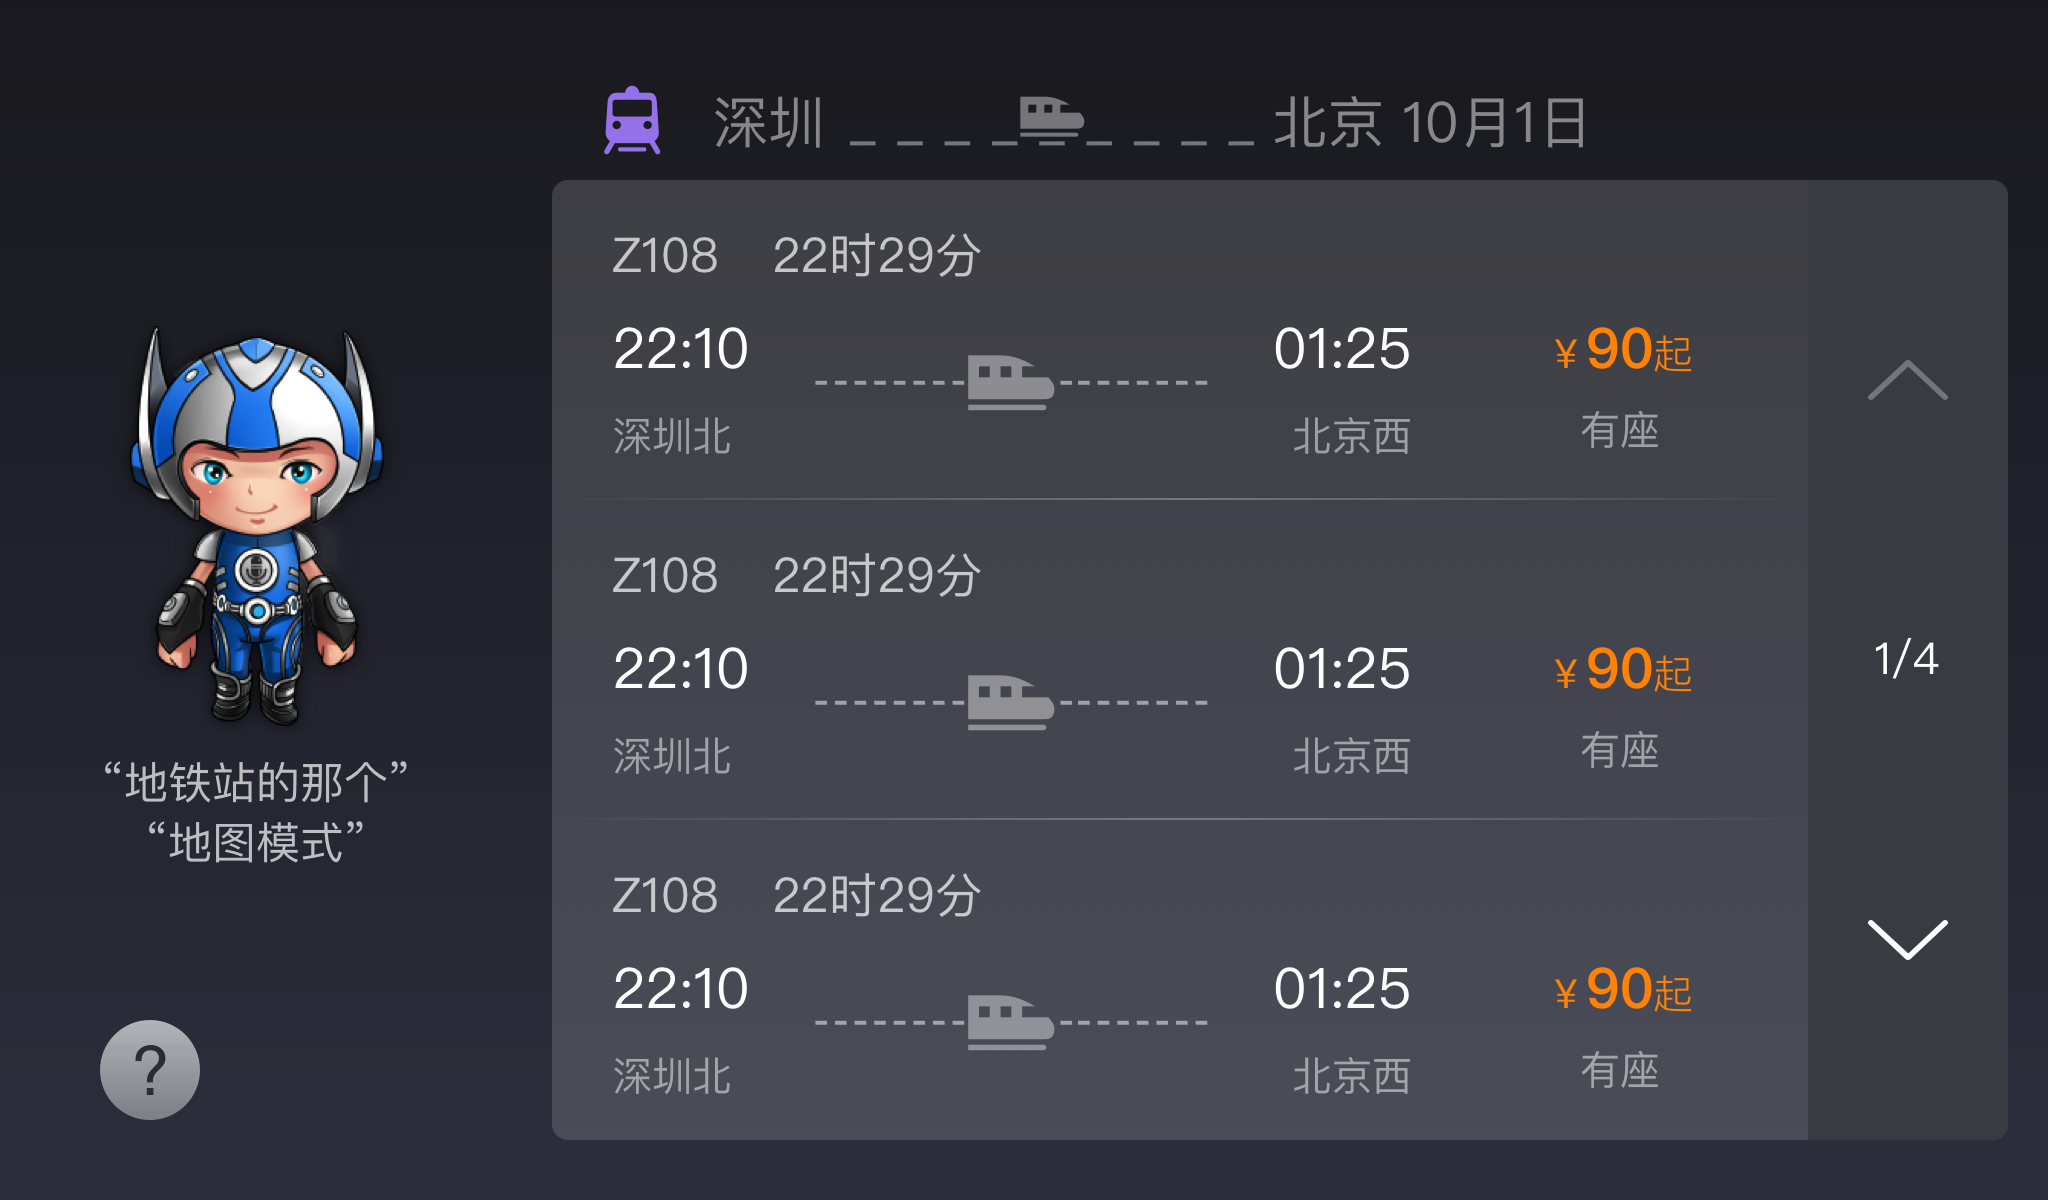 深圳 北京 10月1日
Z108 22时29分
22:10 01:25 ¥90起
深圳北 北京西 有座
Z108 22时29分
22:10 01:25 ¥90起
深圳北 北京西 有座
1/4
Z108 22时29分
22:10 01:25 ¥90起
深圳北 北京西 有座
“地铁站的那个”
“地图模式”
?